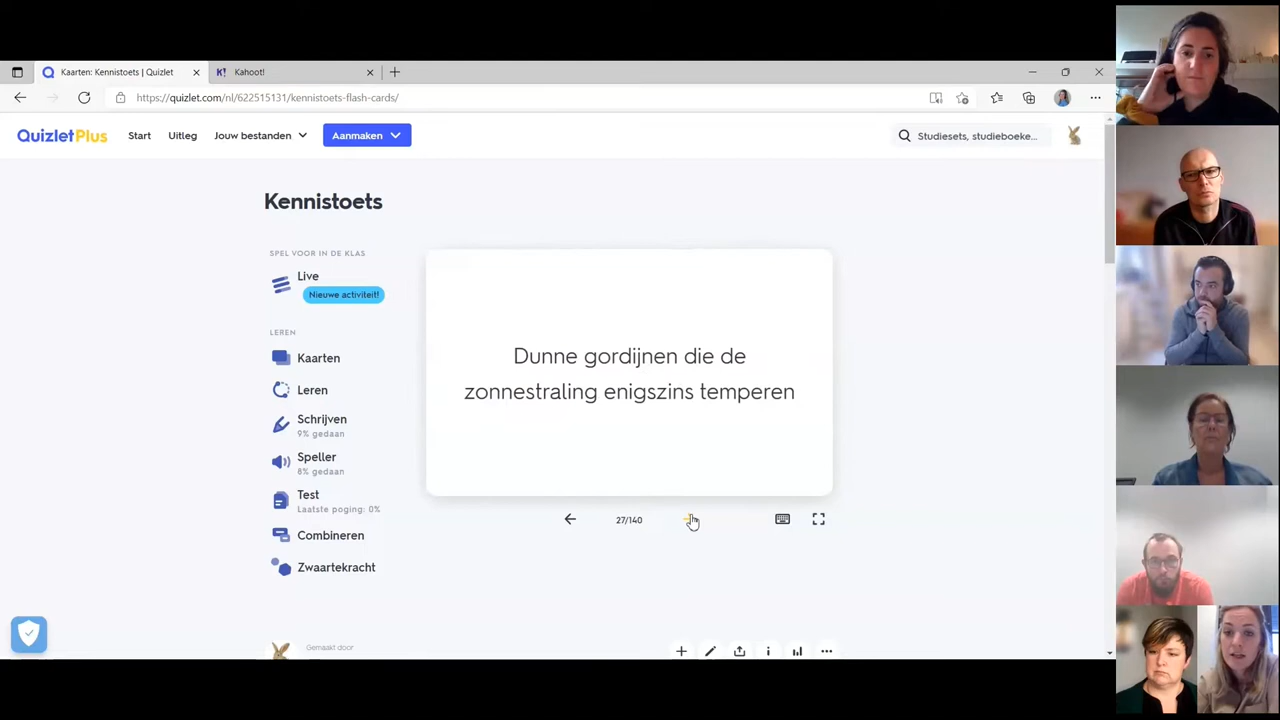 Kaarten: Kennistoets | Quizlet
Kahoot!
https://quizlet.com/nl/622515131/kennistoets-flash-cards/
QuizletPlus
Start
Uitleg
Jouw bestanden
Aanmaken
Studiesets, studieboeke...
Kennistoets
SPEL VOOR IN DE KLAS
Live
Nieuwe activiteit!
LEREN
Kaarten
Leren
Schrijven
9% gedaan
Speller
8% gedaan
Test
Laatste poging: 0%
Combineren
Zwaartekracht
Dunne gordijnen die de
zonnestraling enigszins temperen
27/140
Gemaakt door